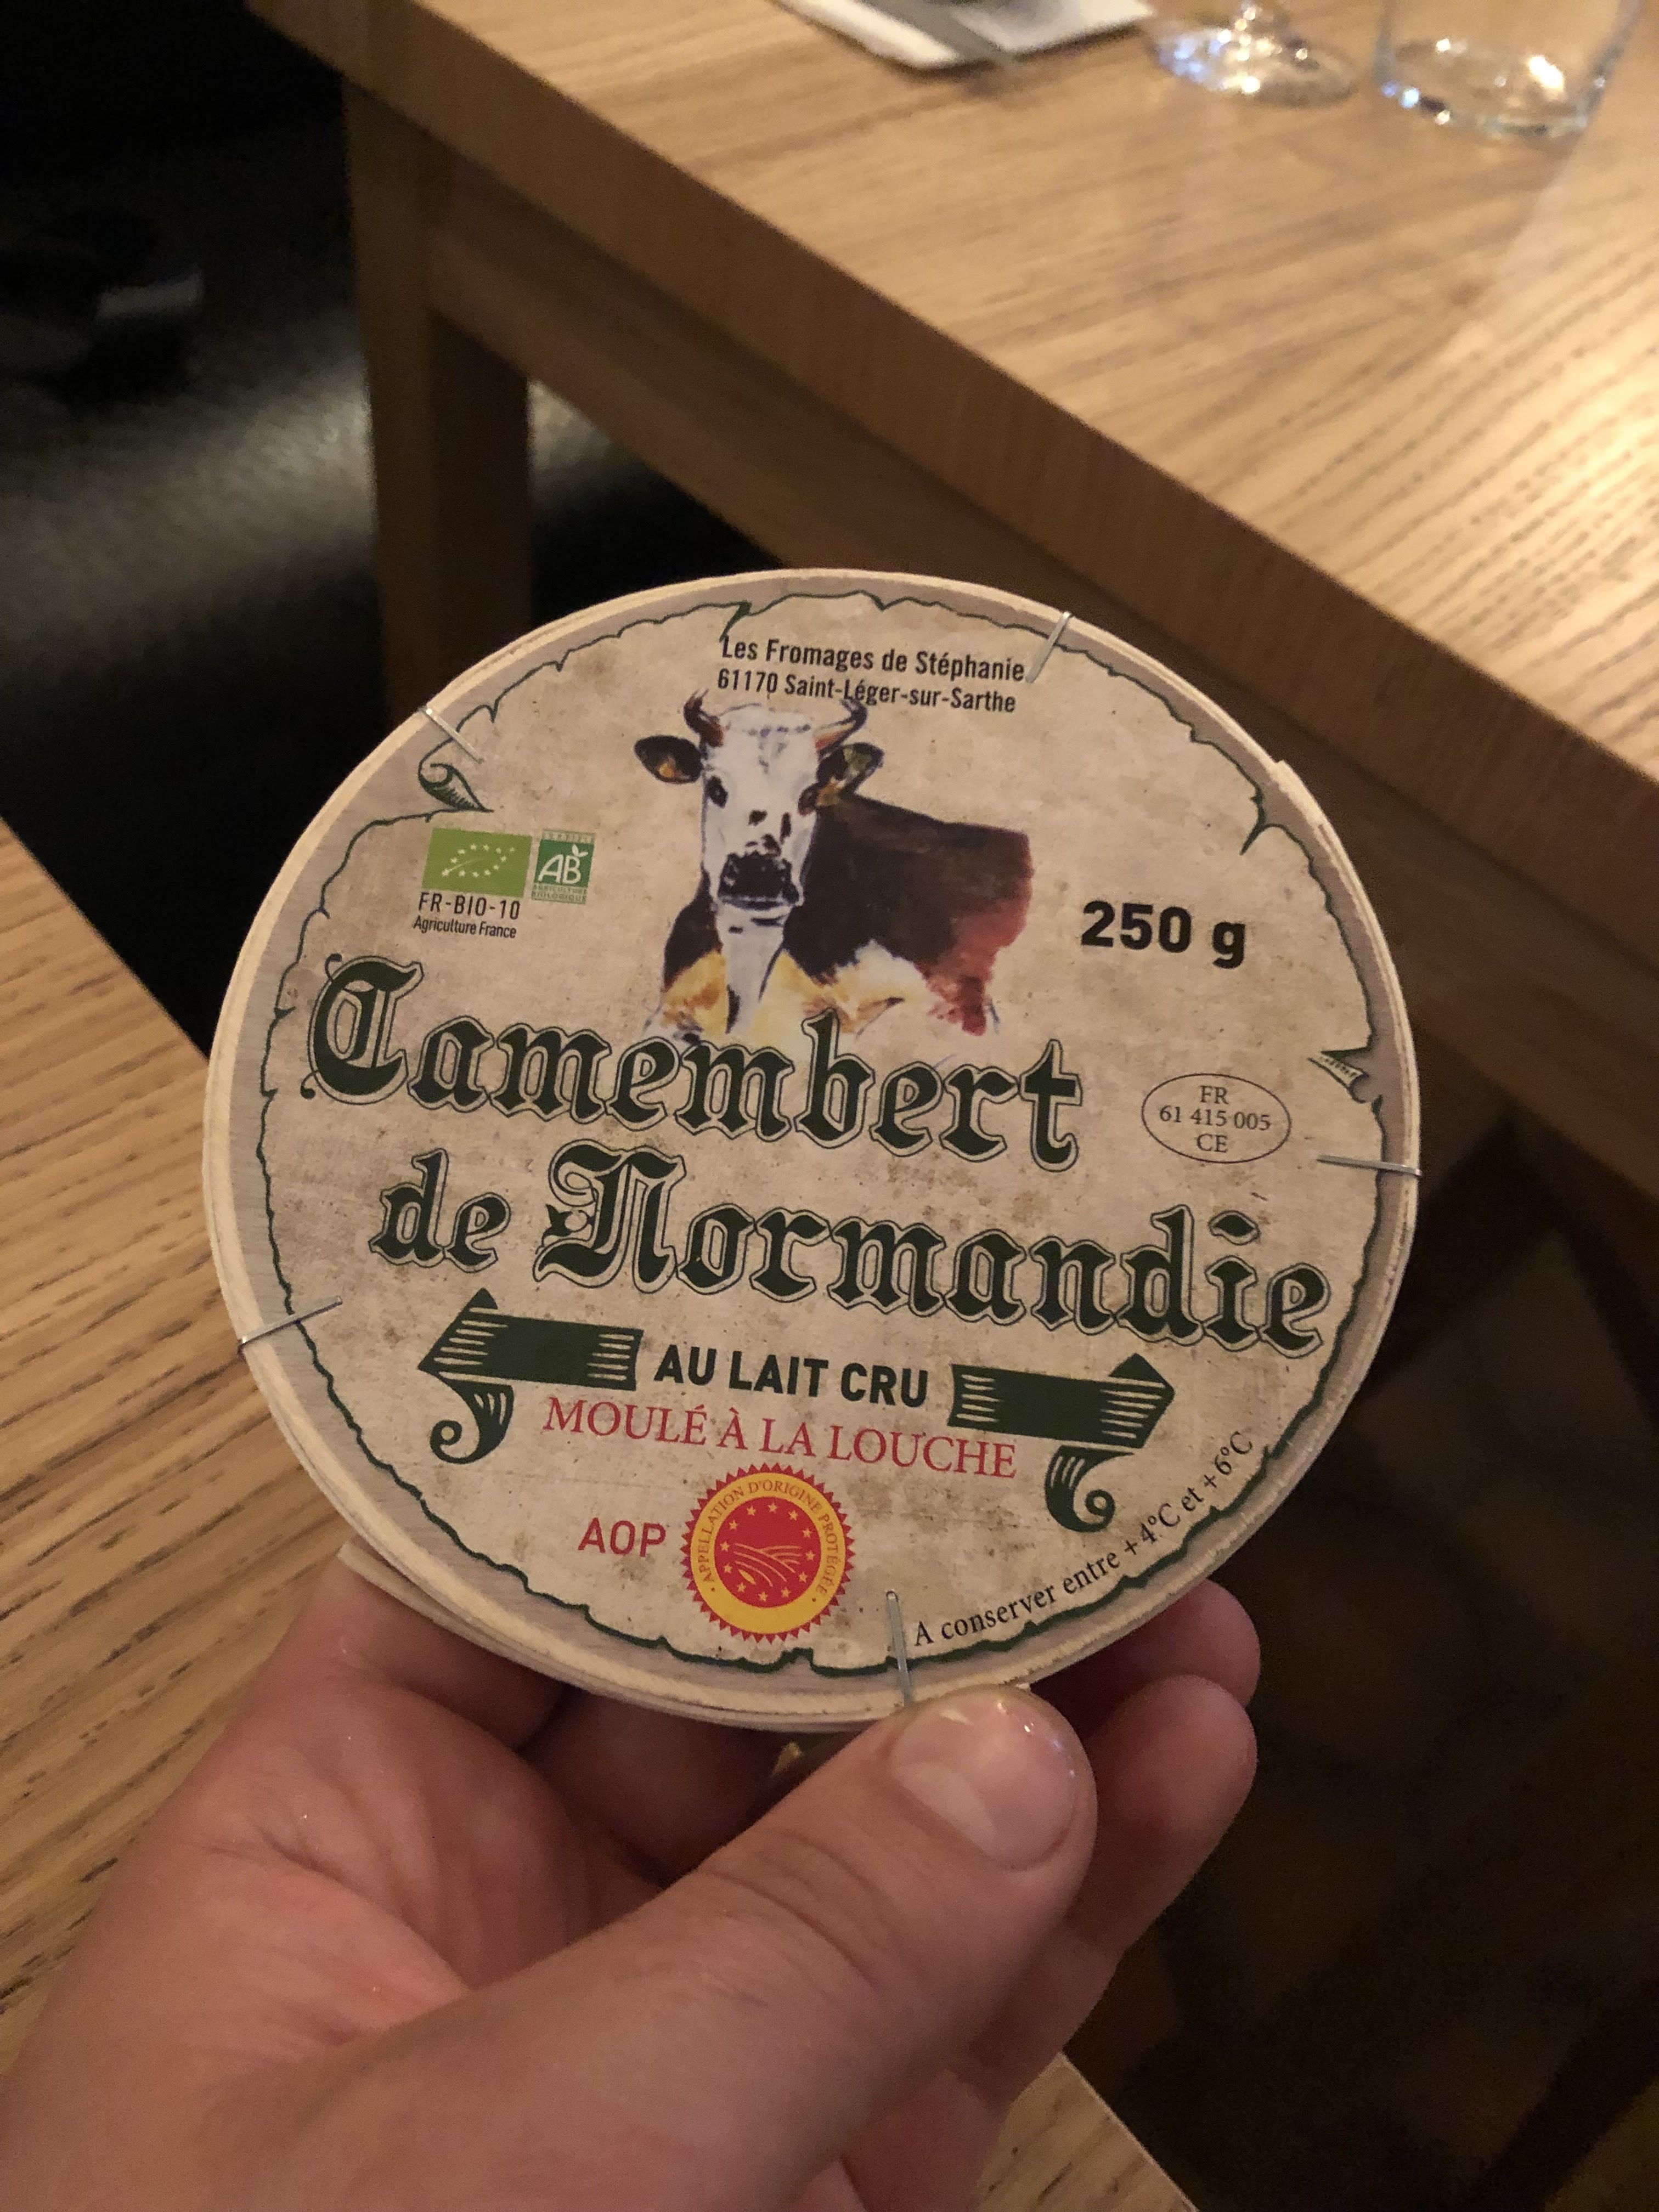 Les Fromages de Stéphanie
61170 Saint-Léger-sur-Sarthe
AB
AGRICULTURE
BIOLOGIQUE
FR-BIO-10
Agriculture France
250 g
Camembert
de Normandie
FR
61 415 005
CE
AU LAIT CRU
MOULÉ À LA LOUCHE
AOP
APPELLATION D'ORIGINE PROTÉGÉE
A conserver entre +4°C et +6°C